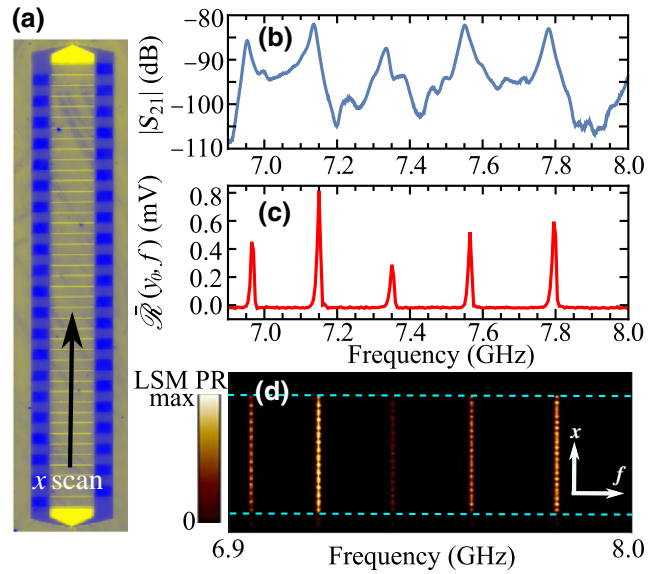 (a)
x scan
(b)
|S21| (dB)
−80
−90
−100
−110
7.0 7.2 7.4 7.6 7.8 8.0
(c)
ℛ̄(y0, f) (mV)
0.8
0.6
0.4
0.2
0.0
7.0 7.2 7.4 7.6 7.8 8.0
Frequency (GHz)
LSM PR
max
0
(d)
x
f
6.9 8.0
Frequency (GHz)